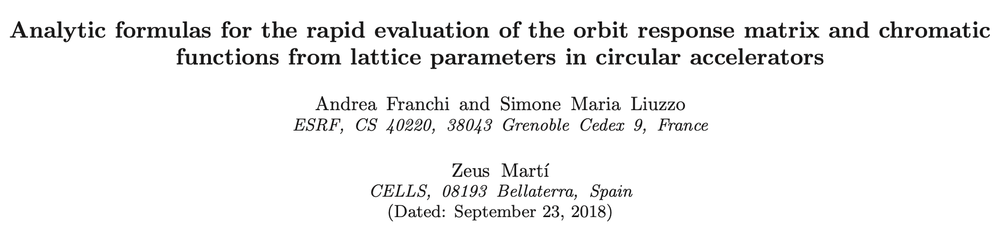 Analytic formulas for the rapid evaluation of the orbit response matrix and chromatic
functions from lattice parameters in circular accelerators
Andrea Franchi and Simone Maria Liuzzo
ESRF, CS 40220, 38043 Grenoble Cedex 9, France
Zeus Martí
CELLS, 08193 Bellaterra, Spain
(Dated: September 23, 2018)